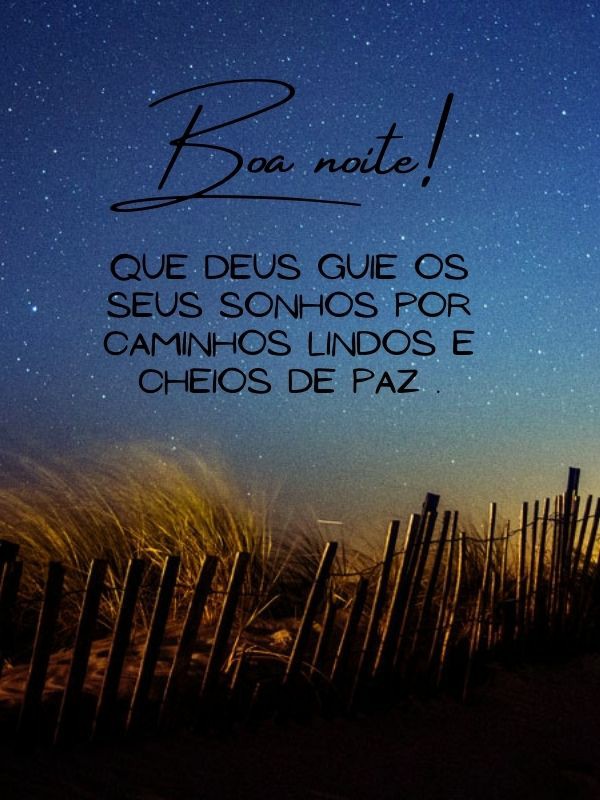 Boa noite!
QUE DEUS GUIE OS
SEUS SONHOS POR
CAMINHOS LINDOS E
CHEIOS DE PAZ .